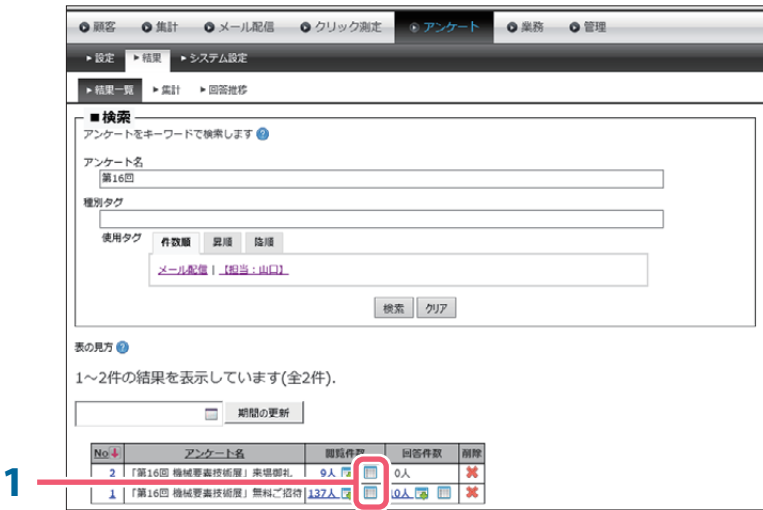 顧客 集計 メール配信 クリック測定 アンケート 業務 管理
設定 結果 システム設定
結果一覧 集計 回答推移
■検索
アンケートをキーワードで検索します ?
アンケート名
第16回
種別タグ
使用タグ 件数順 昇順 降順
メール配信 | 【担当:山口】
検索 クリア
表の見方 ?
1~2件の結果を表示しています(全2件).
期間の更新
No アンケート名 閲覧件数 回答件数 削除
2 「第16回 機械要素技術展」来場御礼 9人 0人
1 「第16回 機械要素技術展」無料ご招待 137人 0人
1